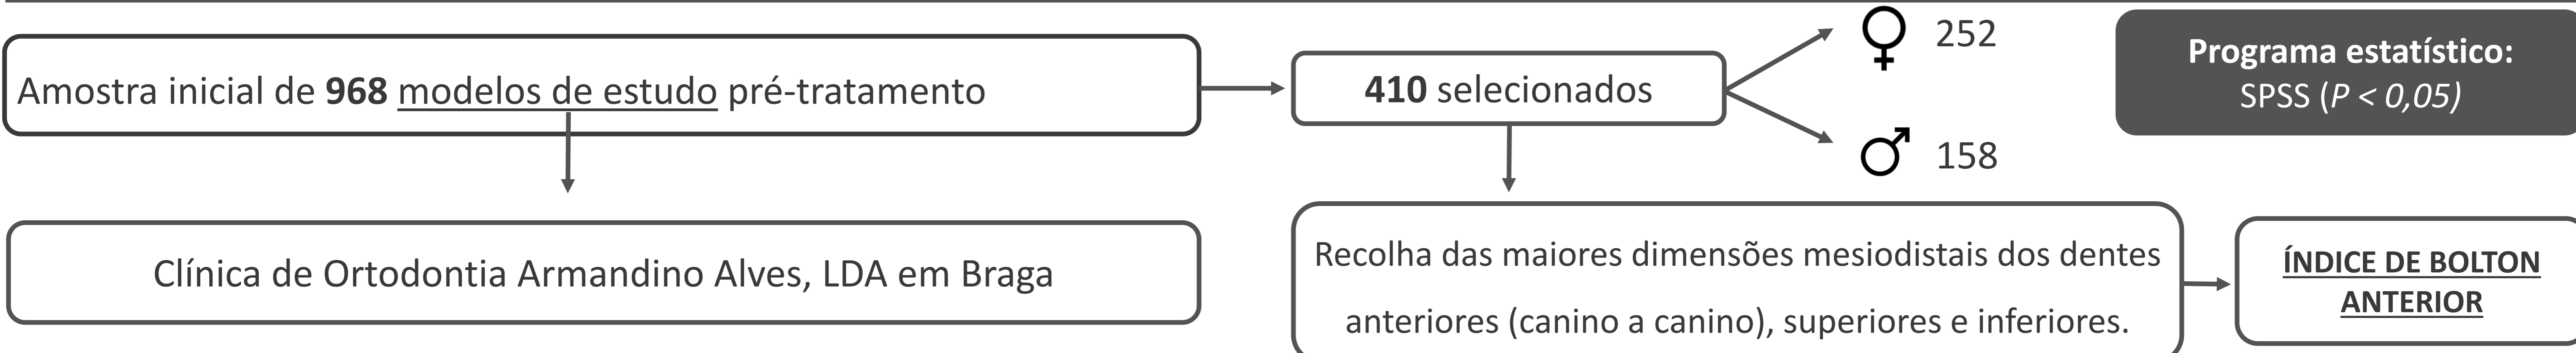 Amostra inicial de 968 modelos de estudo pré-tratamento
410 selecionados
252
158
Programa estatístico:
SPSS (P < 0,05)
Clínica de Ortodontia Armandino Alves, LDA em Braga
Recolha das maiores dimensões mesiodistais dos dentes
anteriores (canino a canino), superiores e inferiores.
ÍNDICE DE BOLTON
ANTERIOR